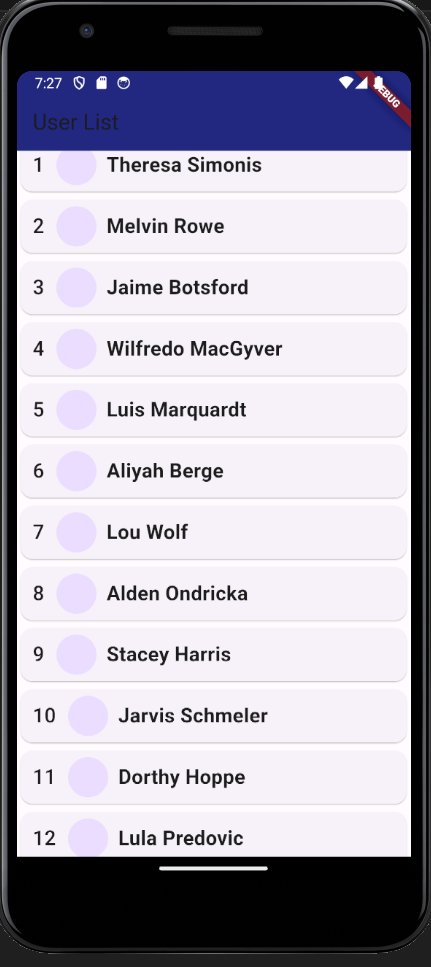 7:27
DEBUG
User List
1 Theresa Simonis
2 Melvin Rowe
3 Jaime Botsford
4 Wilfredo MacGyver
5 Luis Marquardt
6 Aliyah Berge
7 Lou Wolf
8 Alden Ondricka
9 Stacey Harris
10 Jarvis Schmeler
11 Dorthy Hoppe
12 Lula Predovic